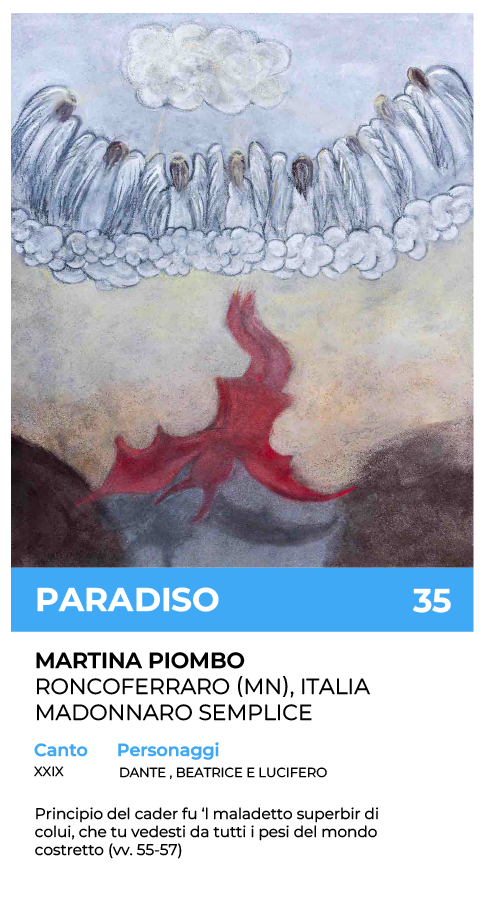 PARADISO 35
MARTINA PIOMBO
RONCOFERRARO (MN), ITALIA
MADONNARO SEMPLICE
Canto Personaggi
XXIX DANTE , BEATRICE E LUCIFERO
Principio del cader fu ‘l maladetto superbir di
colui, che tu vedesti da tutti i pesi del mondo
costretto (vv. 55-57)